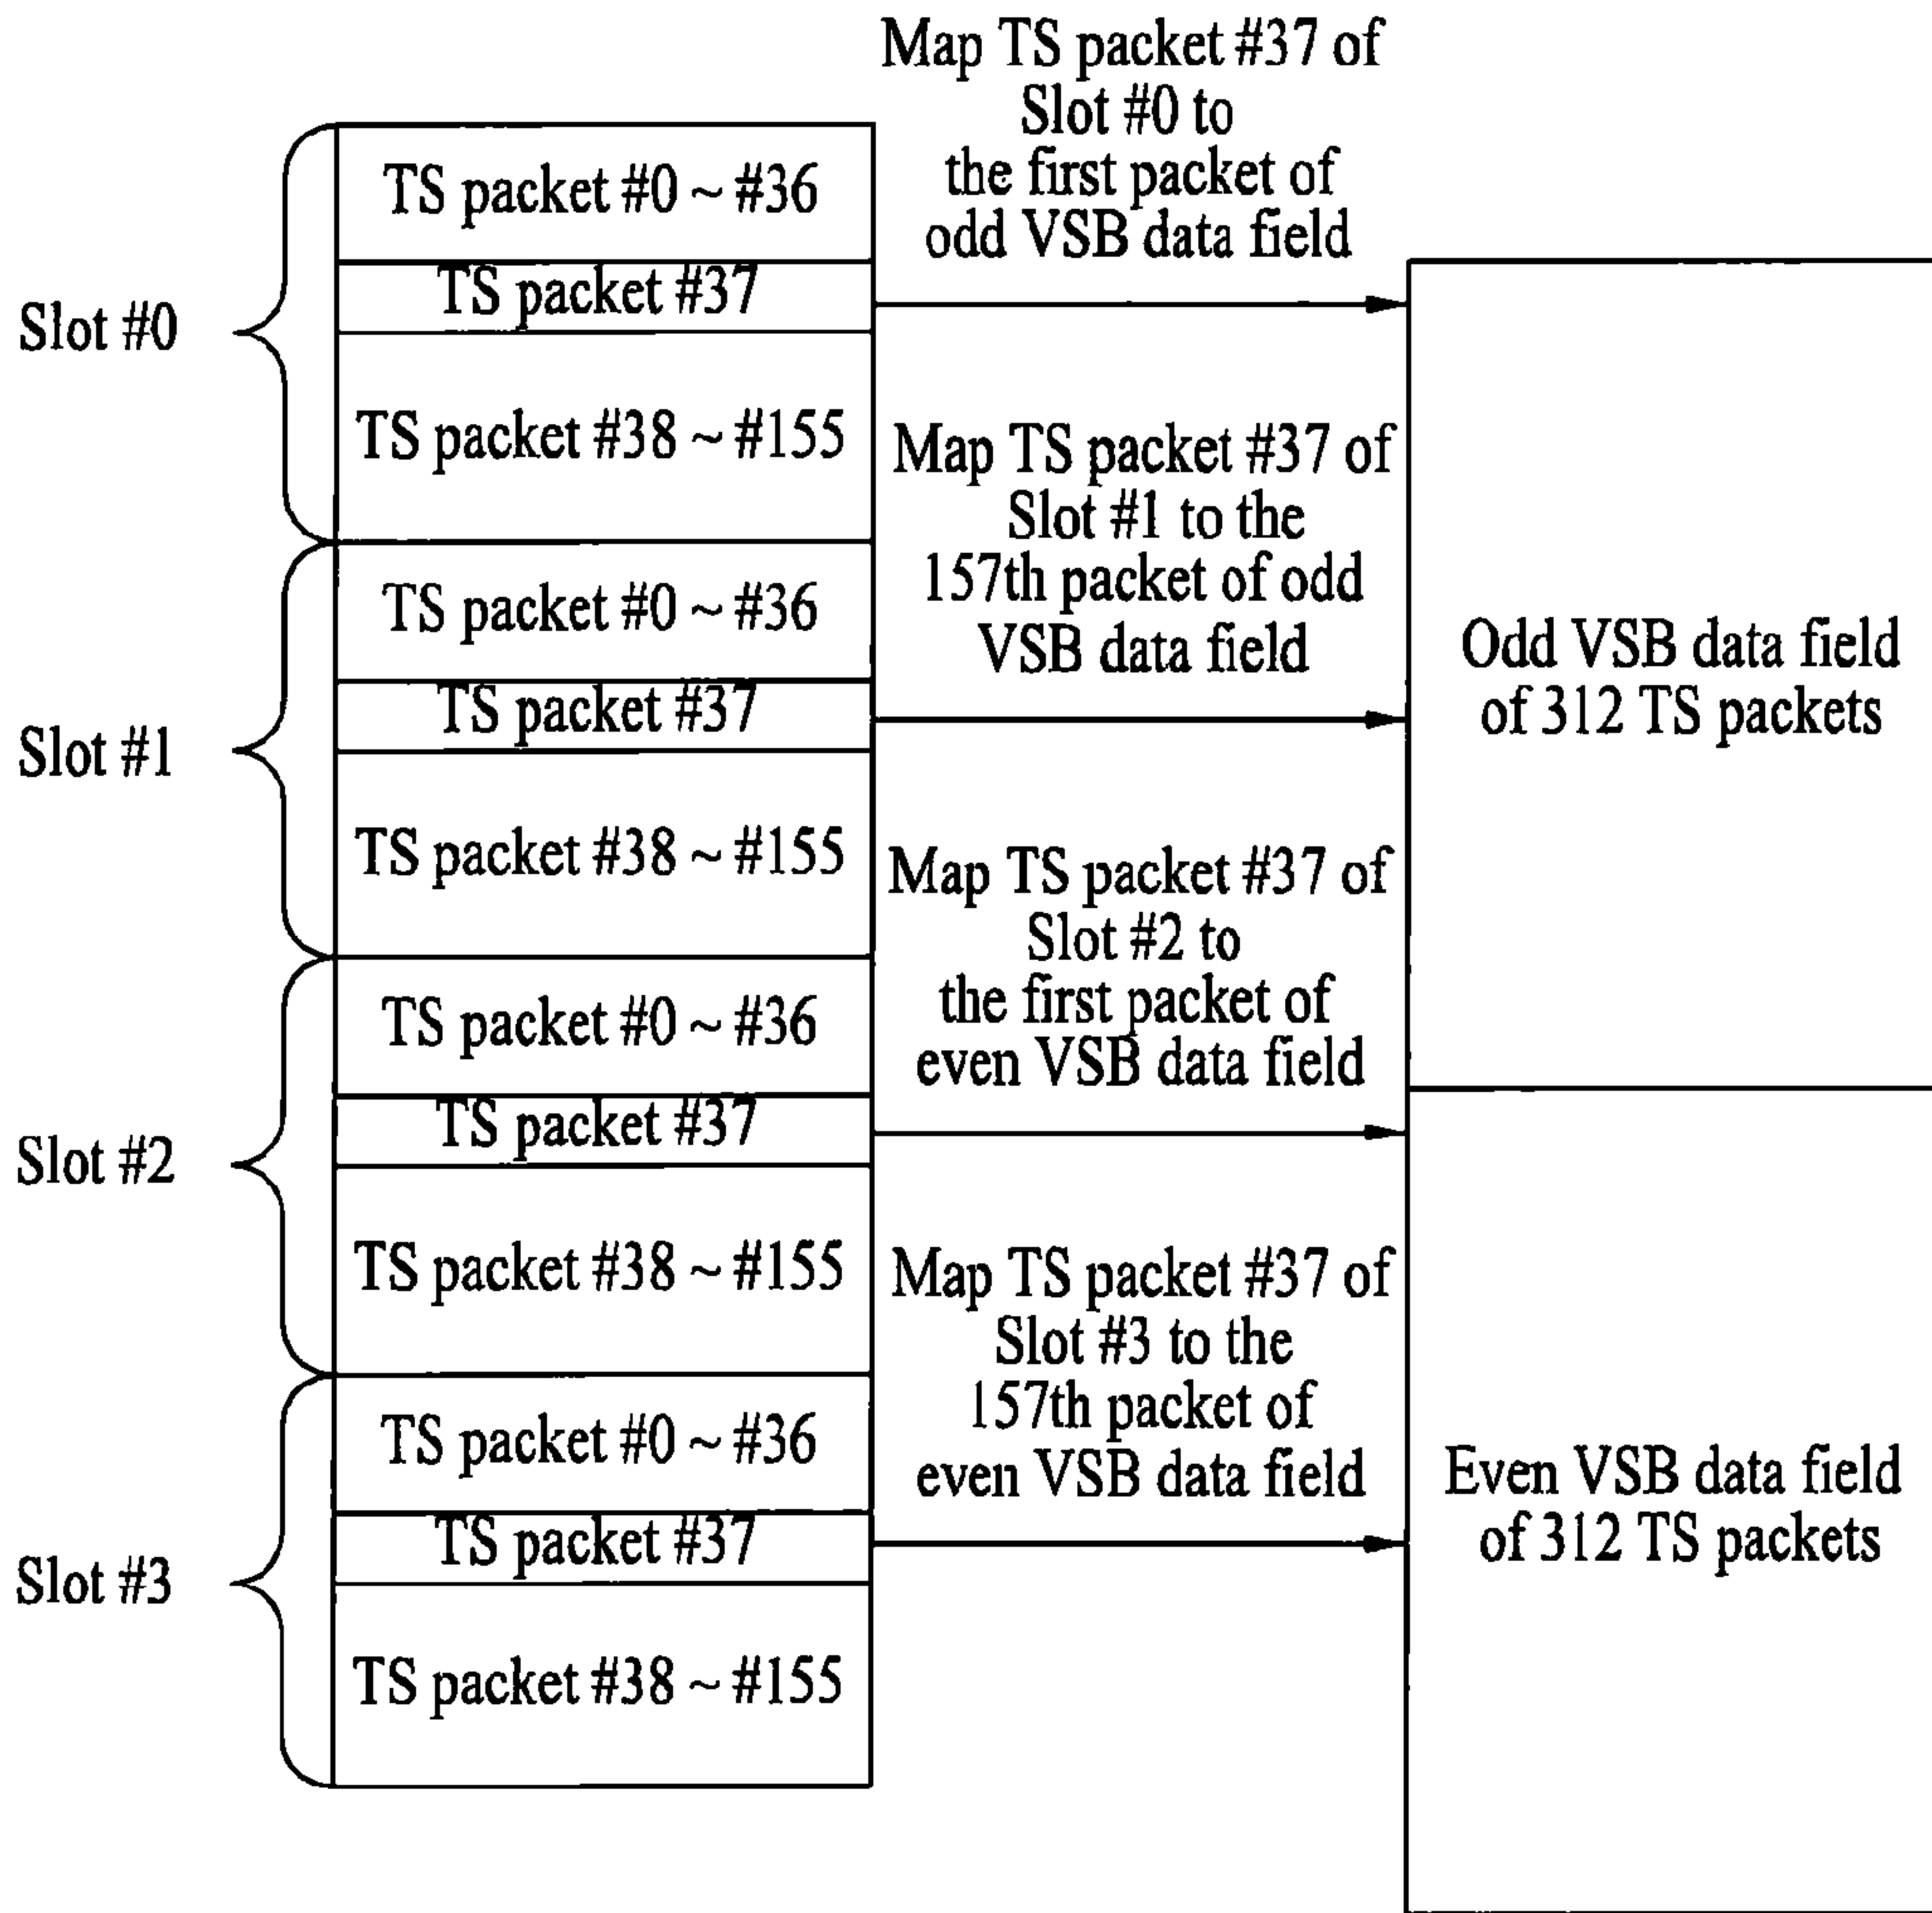 Map TS packet #37 of
Slot #0 to
the first packet of
odd VSB data field
Slot #0
TS packet #0 ~ #36
TS packet #37
TS packet #38 ~ #155
Map TS packet #37 of
Slot #1 to the
157th packet of odd
VSB data field
Slot #1
TS packet #0 ~ #36
TS packet #37
TS packet #38 ~ #155
Odd VSB data field
of 312 TS packets
Map TS packet #37 of
Slot #2 to
the first packet of
even VSB data field
Slot #2
TS packet #0 ~ #36
TS packet #37
TS packet #38 ~ #155
Map TS packet #37 of
Slot #3 to the
157th packet of
even VSB data field
Slot #3
TS packet #0 ~ #36
TS packet #37
TS packet #38 ~ #155
Even VSB data field
of 312 TS packets